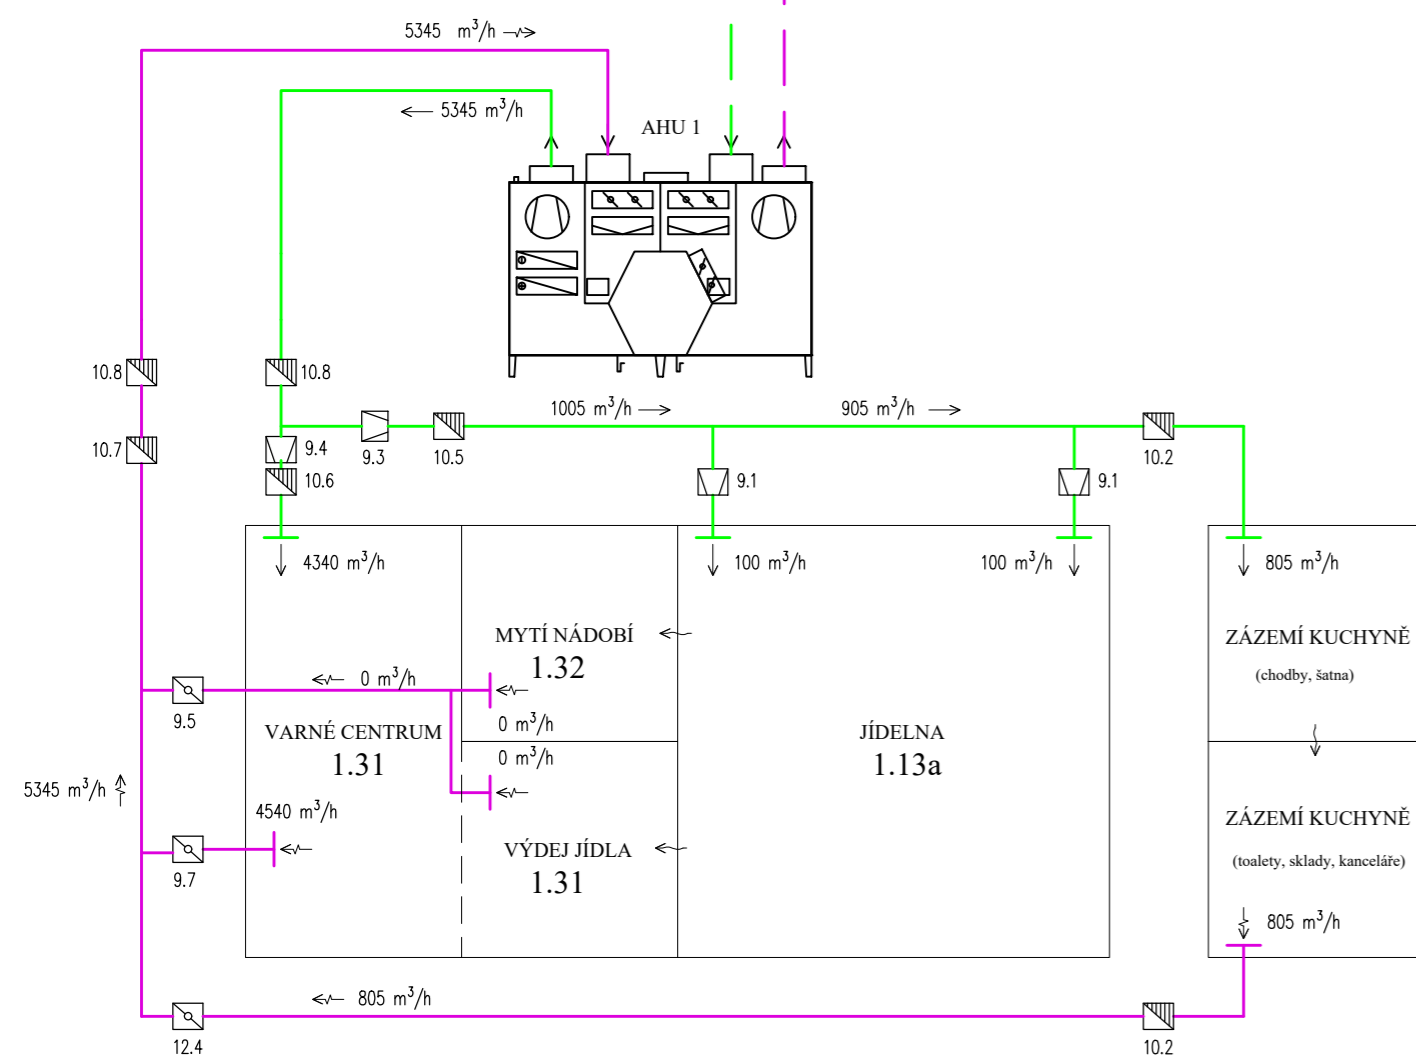 5345 m³/h
5345 m³/h
AHU 1
10.8
10.8
1005 m³/h
905 m³/h
10.7
9.4
9.3
10.5
10.2
10.6
9.1
9.1
4340 m³/h
100 m³/h
100 m³/h
805 m³/h
MYTÍ NÁDOBÍ
1.32
ZÁZEMÍ KUCHYNĚ
(chodby, šatna)
0 m³/h
9.5
0 m³/h
VARNÉ CENTRUM
1.31
0 m³/h
JÍDELNA
1.13a
5345 m³/h
4540 m³/h
9.7
VÝDEJ JÍDLA
1.31
ZÁZEMÍ KUCHYNĚ
(toalety, sklady, kanceláře)
805 m³/h
805 m³/h
12.4
10.2